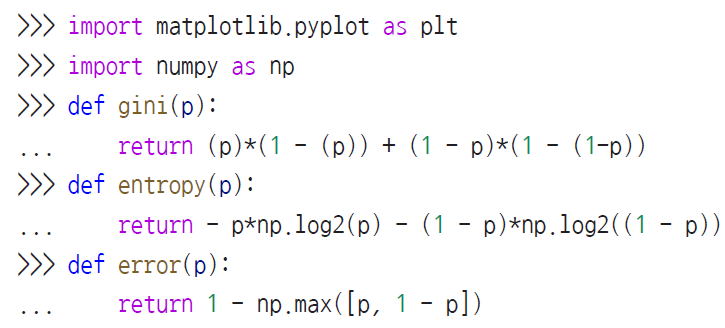 >>> import matplotlib.pyplot as plt
>>> import numpy as np
>>> def gini(p):
...     return (p)*(1 - (p)) + (1 - p)*(1 - (1-p))
>>> def entropy(p):
...     return - p*np.log2(p) - (1 - p)*np.log2((1 - p))
>>> def error(p):
...     return 1 - np.max([p, 1 - p])